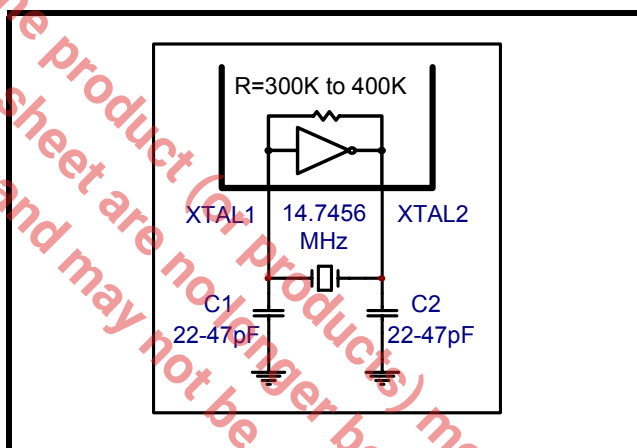 R=300K to 400K
XTAL1
14.7456
MHz
XTAL2
C1
22-47pF
C2
22-47pF
product (or products) me
sheet are no longer be
and may not be